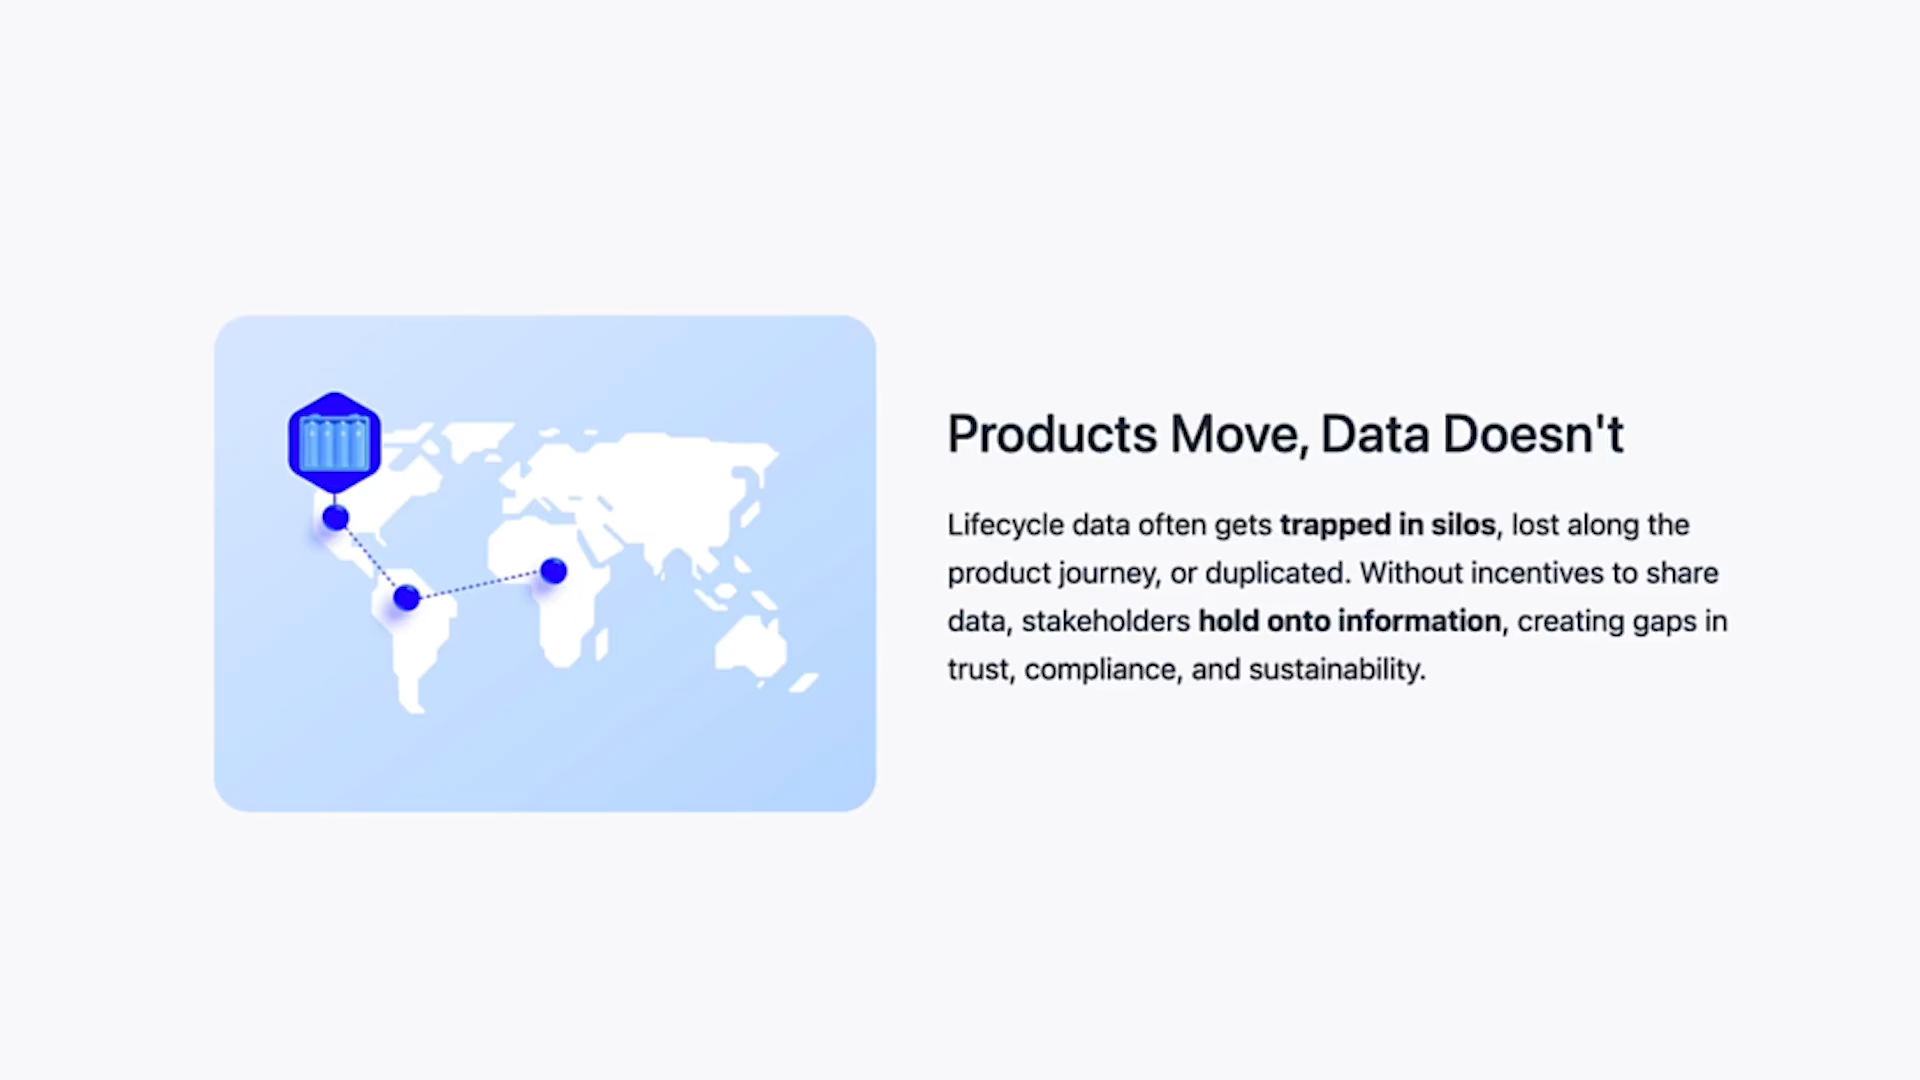 Products Move, Data Doesn't
Lifecycle data often gets trapped in silos, lost along the
product journey, or duplicated. Without incentives to share
data, stakeholders hold onto information, creating gaps in
trust, compliance, and sustainability.